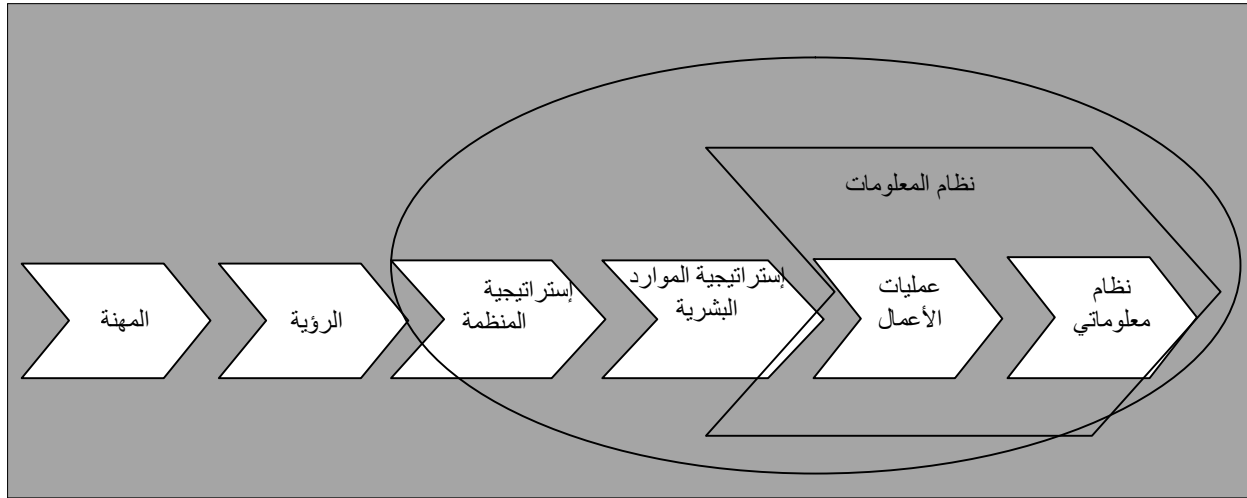 نظام المعلومات
المهنة
الرؤية
إستراتيجية
المنظمة
إستراتيجية الموارد
البشرية
عمليات
الأعمال
نظام
معلوماتي